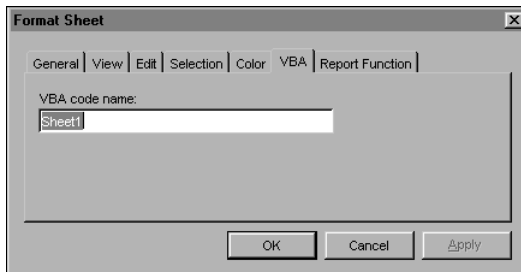 Format Sheet
General View Edit Selection Color VBA Report Function
VBA code name:
Sheet1
OK Cancel Apply